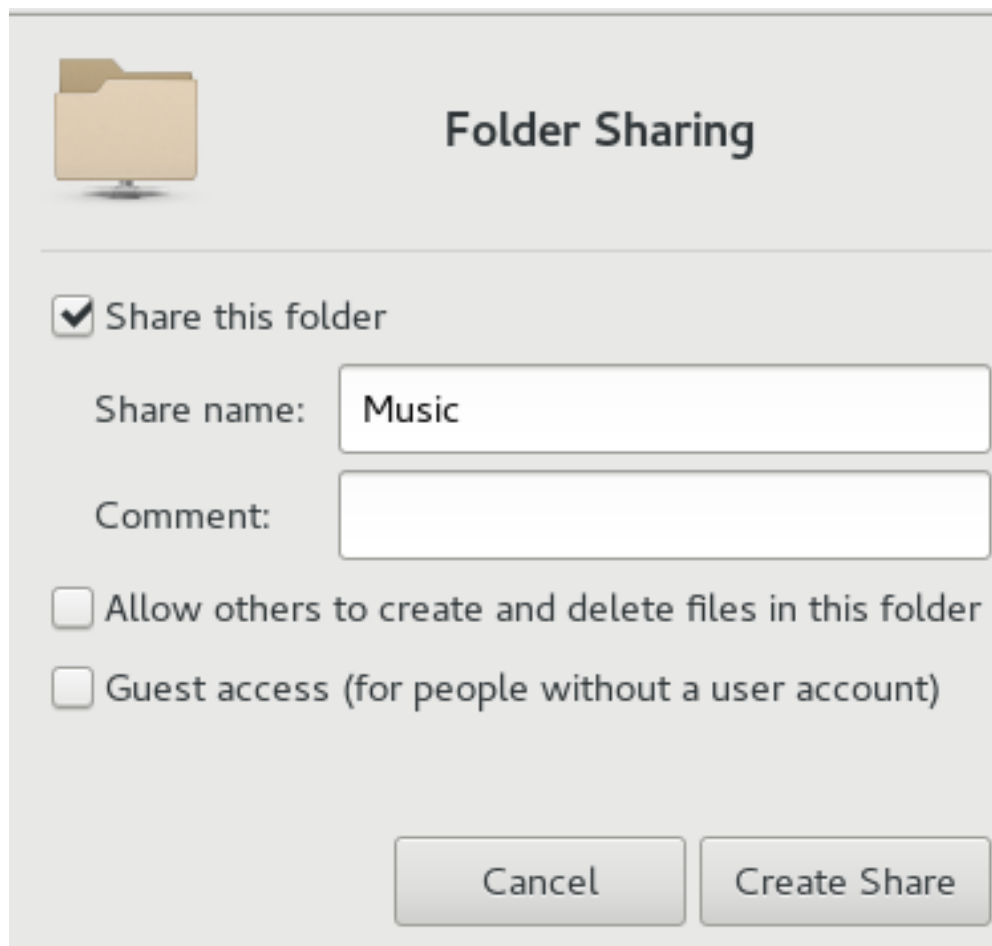 Folder Sharing
Share this folder
Share name: Music
Comment:
Allow others to create and delete files in this folder
Guest access (for people without a user account)
Cancel Create Share